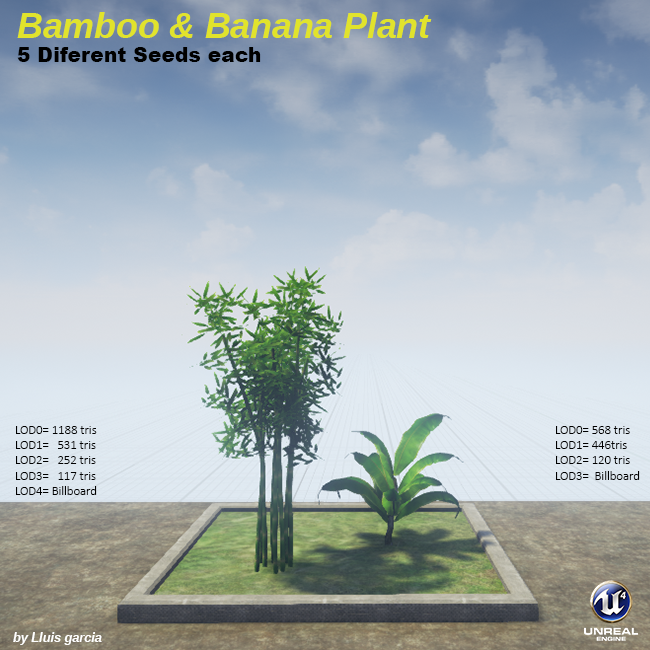 Bamboo & Banana Plant
5 Diferent Seeds each
LOD0= 1188 tris
LOD1= 531 tris
LOD2= 252 tris
LOD3= 117 tris
LOD4= Billboard
LOD0= 568 tris
LOD1= 446tris
LOD2= 120 tris
LOD3= Billboard
by Lluis garcia
U4
UNREAL
ENGINE